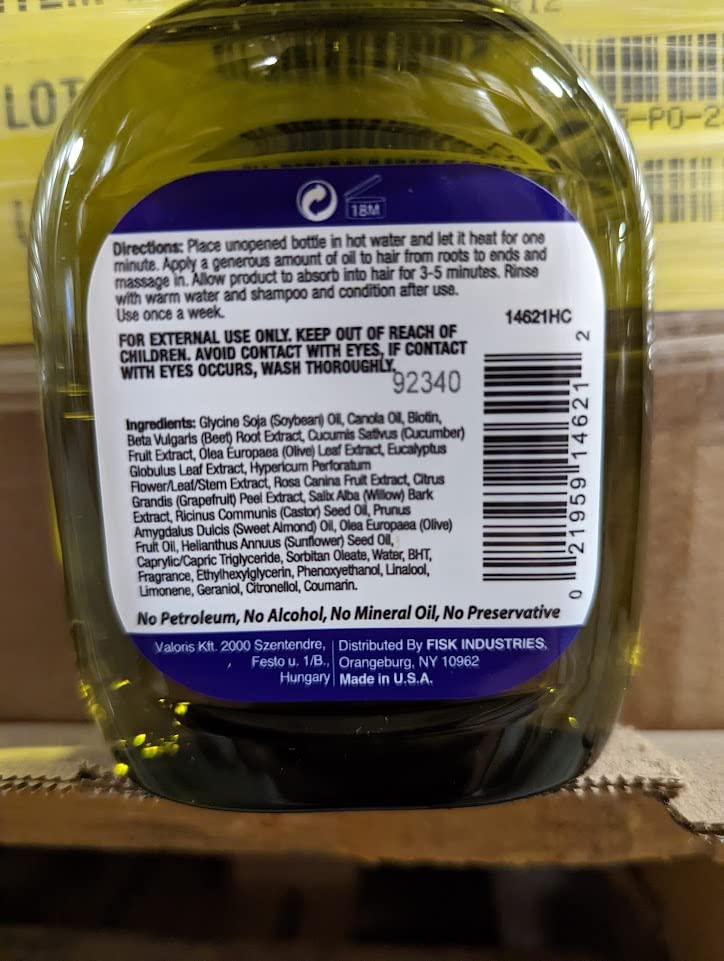 LOT
-PO-2
18M
Directions: Place unopened bottle in hot water and let it heat for one
minute. Apply a generous amount of oil to hair from roots to ends and
massage in. Allow product to absorb into hair for 3-5 minutes. Rinse
with warm water and shampoo and condition after use.
Use once a week.
14621HC
FOR EXTERNAL USE ONLY. KEEP OUT OF REACH OF
CHILDREN. AVOID CONTACT WITH EYES, IF CONTACT
WITH EYES OCCURS, WASH THOROUGHLY.
92340
Ingredients: Glycine Soja (Soybean) Oil, Canola Oil, Biotin,
Beta Vulgaris (Beet) Root Extract, Cucumis Sativus (Cucumber)
Fruit Extract, Olea Europaea (Olive) Leaf Extract, Eucalyptus
Globulus Leaf Extract, Hypericum Perforatum
Flower/Leaf/Stem Extract, Rosa Canina Fruit Extract, Citrus
Grandis (Grapefruit) Peel Extract, Salix Alba (Willow) Bark
Extract, Ricinus Communis (Castor) Seed Oil, Prunus
Amygdalus Dulcis (Sweet Almond) Oil, Olea Europaea (Olive)
Fruit Oil, Helianthus Annuus (Sunflower) Seed Oil,
Caprylic/Capric Triglyceride, Sorbitan Oleate, Water, BHT,
Fragrance, Ethylhexylglycerin, Phenoxyethanol, Linalool,
Limonene, Geraniol, Citronellol, Coumarin.
0 21959 14621 2
No Petroleum, No Alcohol, No Mineral Oil, No Preservative
Valoris Kft. 2000 Szentendre,
Festo u. 1/B.,
Hungary
Distributed By FISK INDUSTRIES,
Orangeburg, NY 10962
Made in U.S.A.